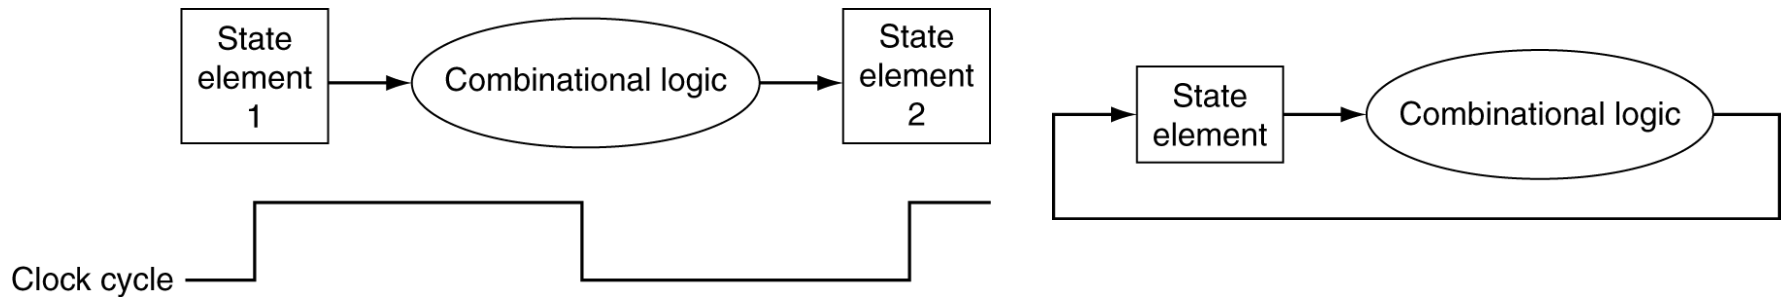 State
element
1
Combinational logic
State
element
2
Clock cycle
State
element
Combinational logic